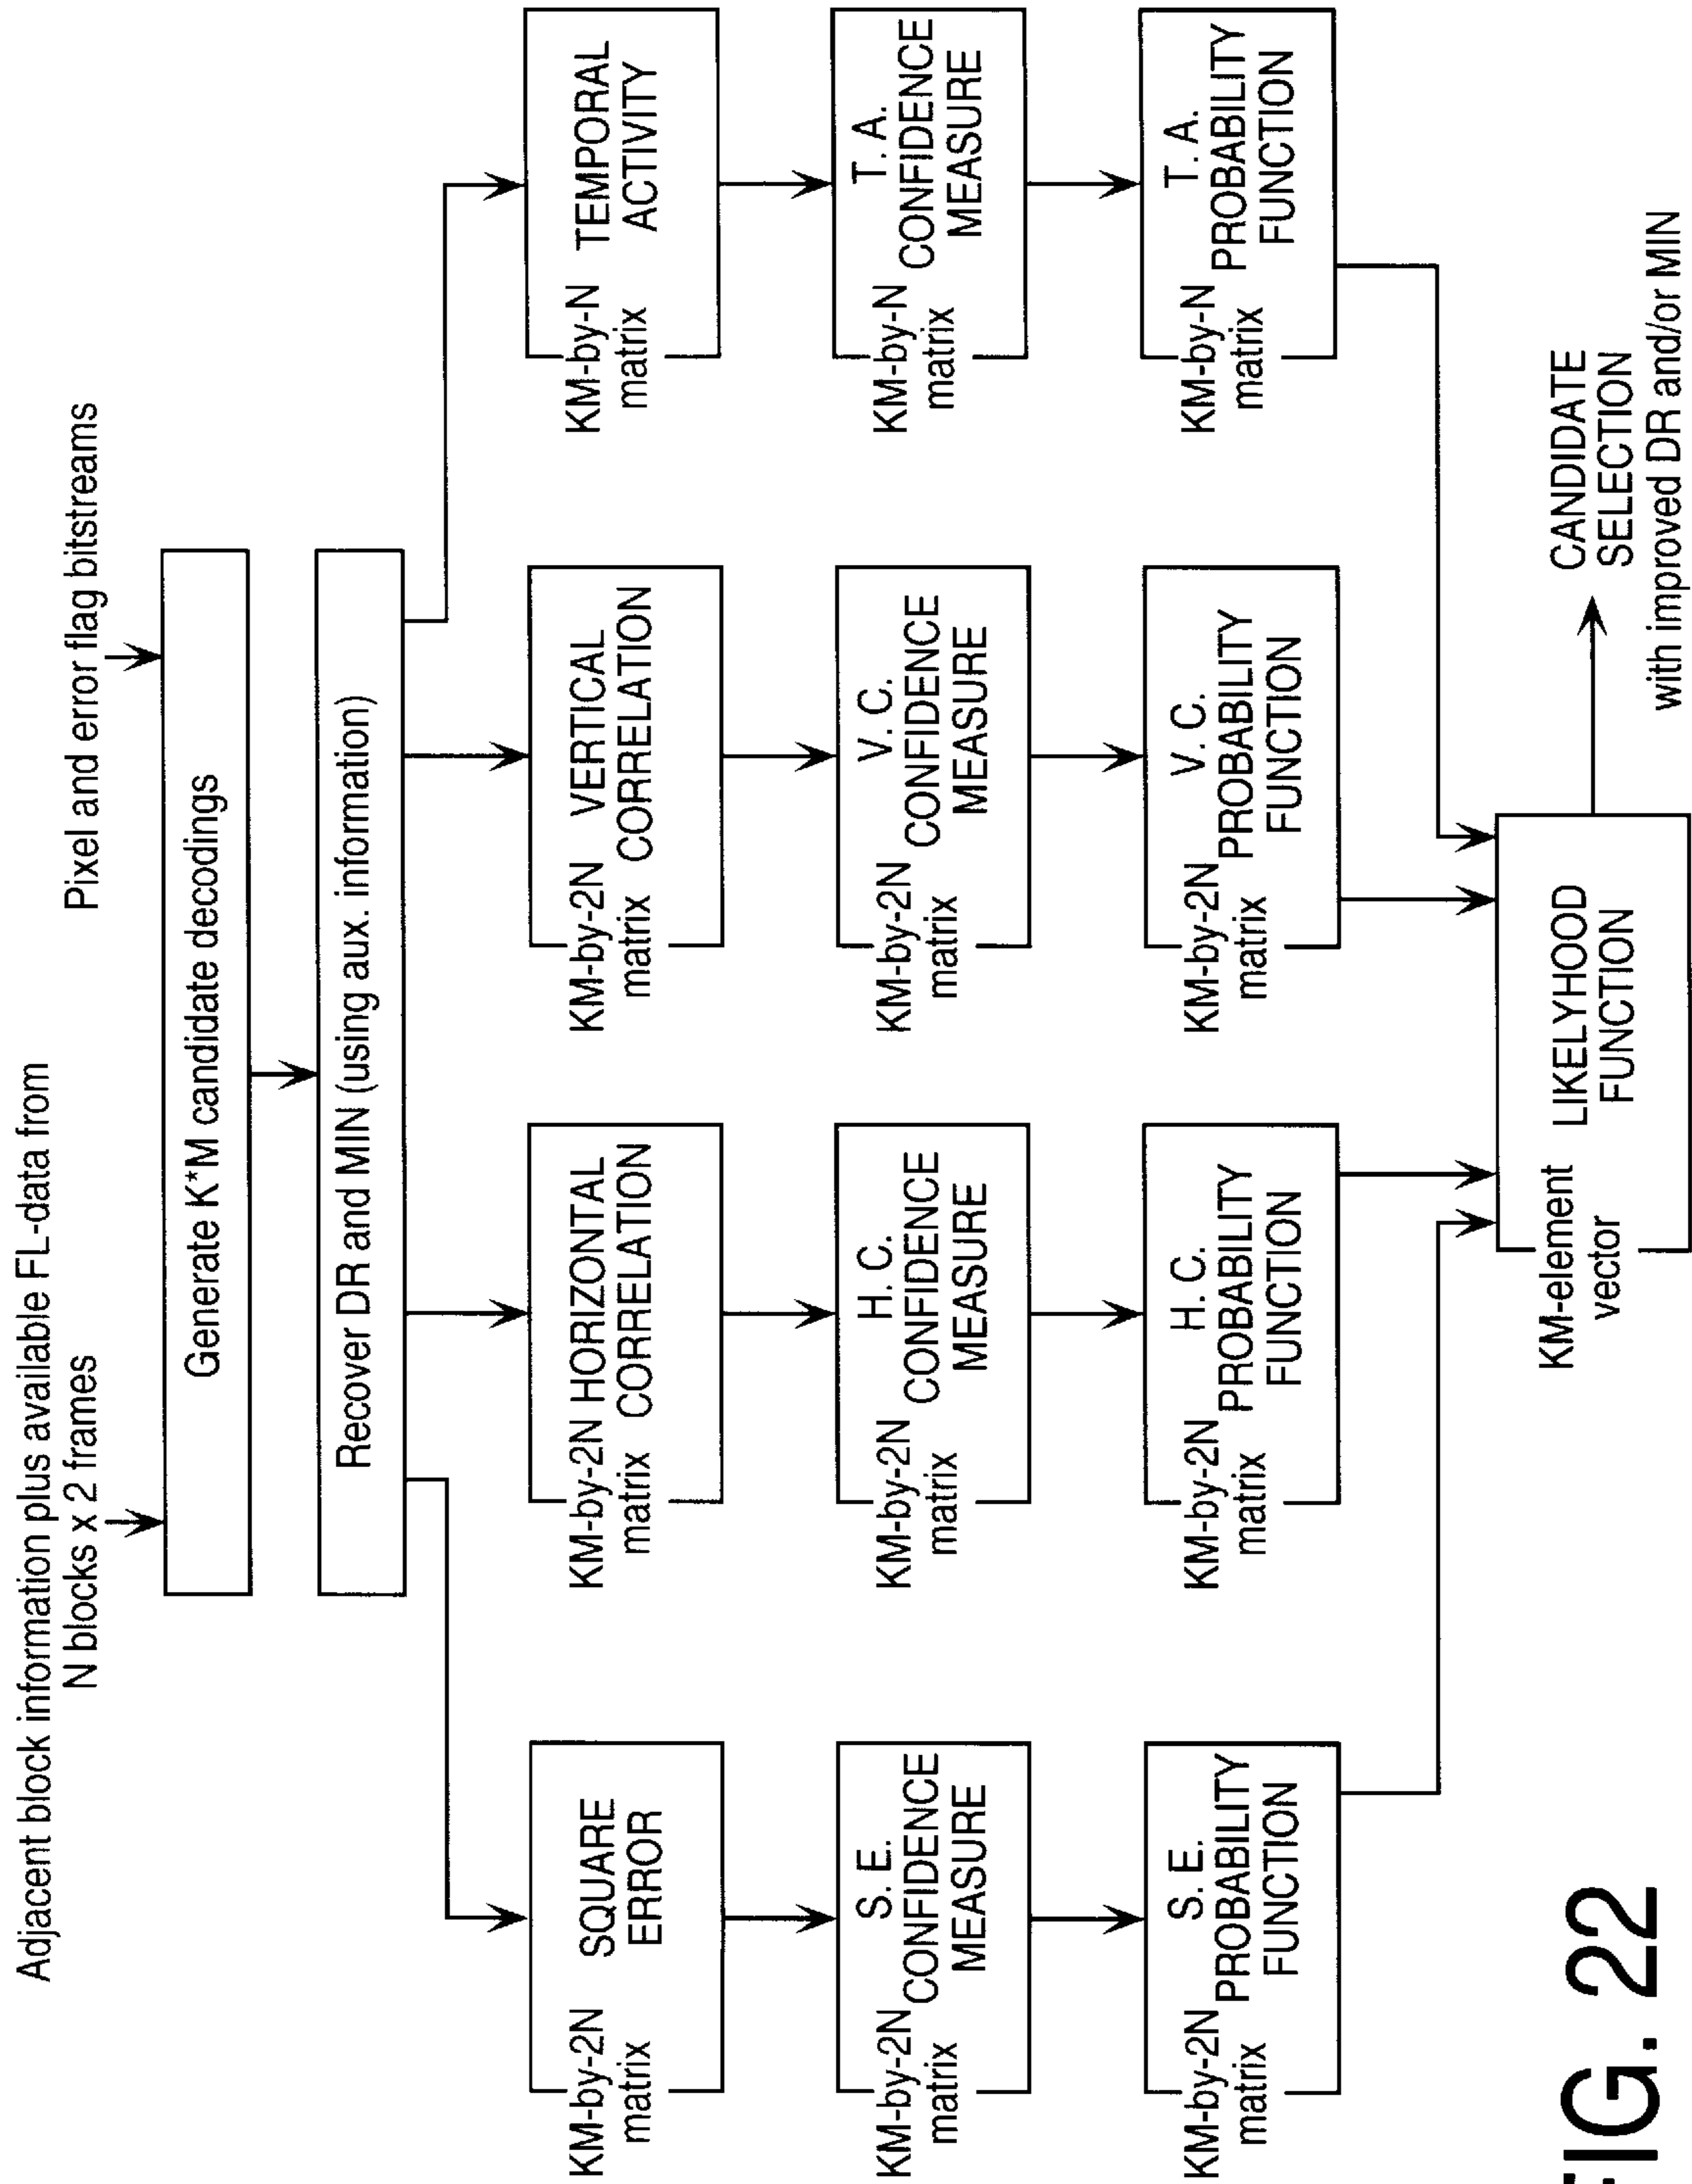 Adjacent block information plus available FL-data from
N blocks x 2 frames
Pixel and error flag bitstreams
Generate K*M candidate decodings
Recover DR and MIN (using aux. information)
KM-by-2N
matrix
SQUARE
ERROR
KM-by-2N
matrix
HORIZONTAL
CORRELATION
KM-by-2N
matrix
VERTICAL
CORRELATION
KM-by-N
matrix
TEMPORAL
ACTIVITY
KM-by-2N
matrix
S. E.
CONFIDENCE
MEASURE
KM-by-2N
matrix
H. C.
CONFIDENCE
MEASURE
KM-by-2N
matrix
V. C.
CONFIDENCE
MEASURE
KM-by-N
matrix
T. A.
CONFIDENCE
MEASURE
KM-by-2N
matrix
S. E.
PROBABILITY
FUNCTION
KM-by-2N
matrix
H. C.
PROBABILITY
FUNCTION
KM-by-2N
matrix
V. C.
PROBABILITY
FUNCTION
KM-by-N
matrix
T. A.
PROBABILITY
FUNCTION
KM-element
vector
LIKELYHOOD
FUNCTION
CANDIDATE
SELECTION
with improved DR and/or MIN
FIG. 22